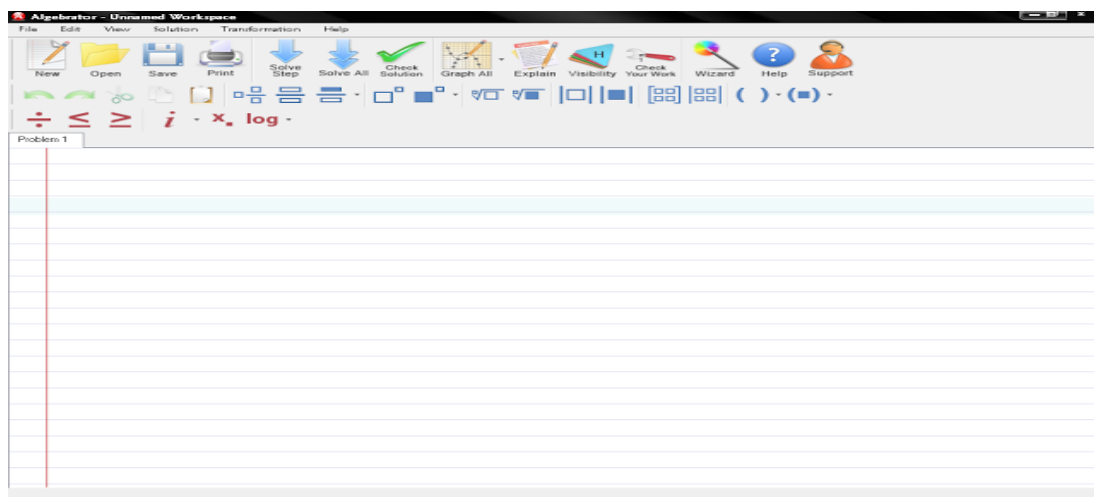 Algebrator - Unnamed Workspace
File Edit View Solution Transformation Help
New Open Save Print Solve Step Solve All Check Solution Graph All Explain Visibility Check Your Work Wizard Help Support
÷ ≤ ≥ i x log
Problem 1